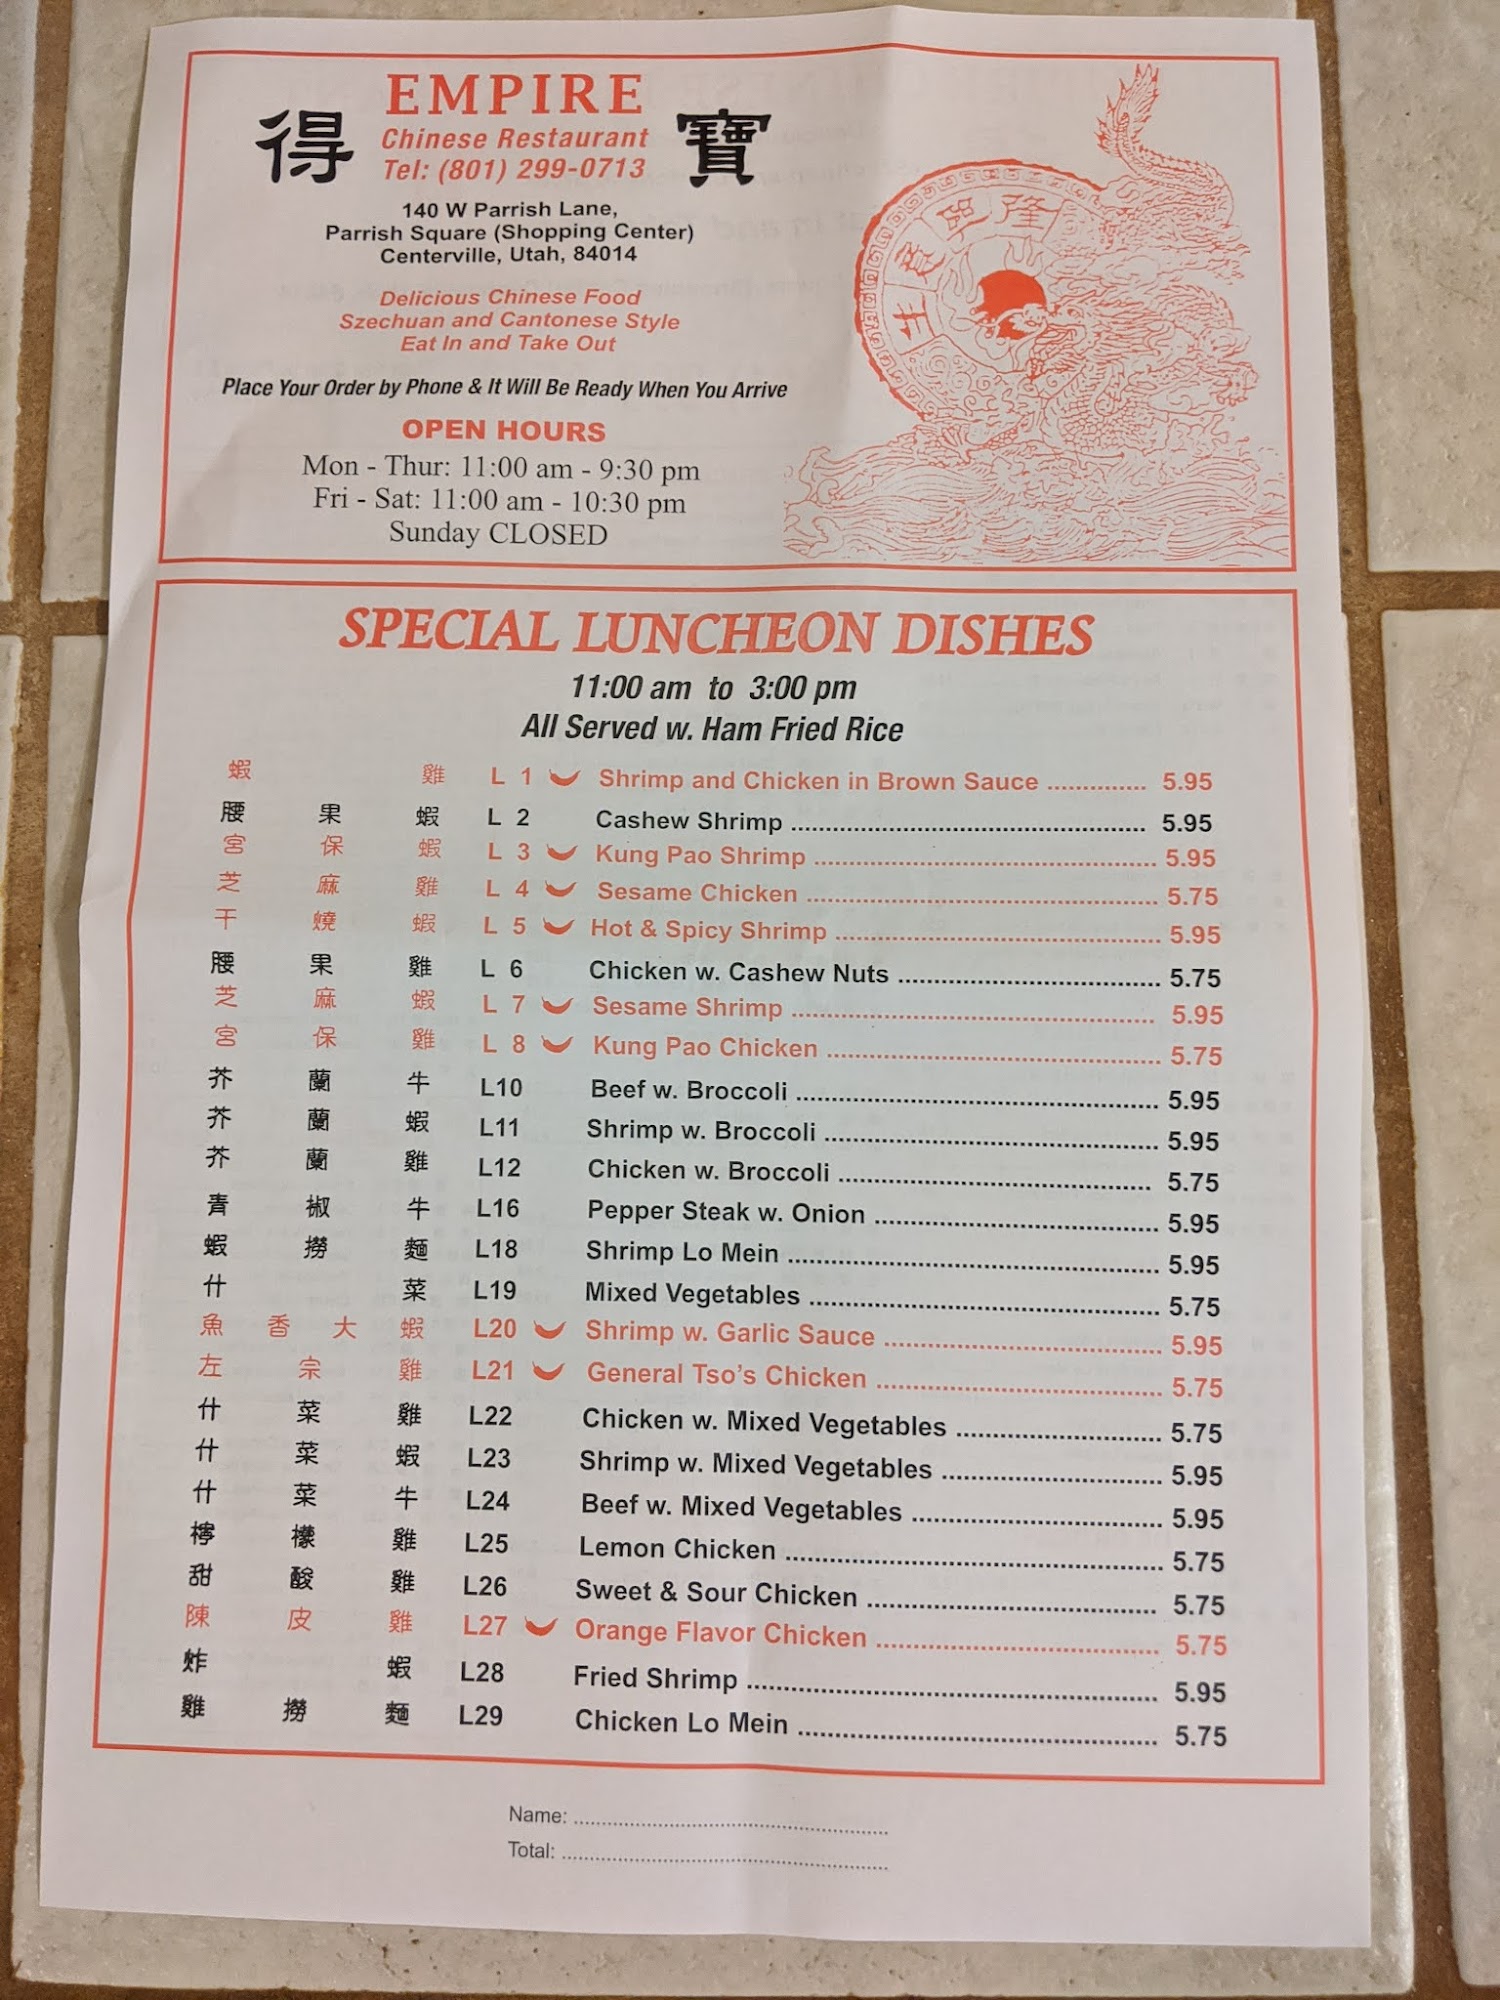 EMPIRE
得 Chinese Restaurant 寶
Tel: (801) 299-0713
140 W Parrish Lane,
Parrish Square (Shopping Center)
Centerville, Utah, 84014
Delicious Chinese Food
Szechuan and Cantonese Style
Eat In and Take Out
Place Your Order by Phone & It Will Be Ready When You Arrive
OPEN HOURS
Mon - Thur: 11:00 am - 9:30 pm
Fri - Sat: 11:00 am - 10:30 pm
Sunday CLOSED
生意興隆
SPECIAL LUNCHEON DISHES
11:00 am to 3:00 pm
All Served w. Ham Fried Rice
蝦 雞 L 1 Shrimp and Chicken in Brown Sauce .............. 5.95
腰 果 蝦 L 2 Cashew Shrimp .................................................. 5.95
宮 保 蝦 L 3 Kung Pao Shrimp ................................................ 5.95
芝 麻 雞 L 4 Sesame Chicken ................................................. 5.75
干 燒 蝦 L 5 Hot & Spicy Shrimp ............................................. 5.95
腰 果 雞 L 6 Chicken w. Cashew Nuts ..................................... 5.75
芝 麻 蝦 L 7 Sesame Shrimp .................................................. 5.95
宮 保 雞 L 8 Kung Pao Chicken .............................................. 5.75
芥 蘭 牛 L10 Beef w. Broccoli .................................................. 5.95
芥 蘭 蝦 L11 Shrimp w. Broccoli .............................................. 5.95
芥 蘭 雞 L12 Chicken w. Broccoli ............................................ 5.75
青 椒 牛 L16 Pepper Steak w. Onion ....................................... 5.95
蝦 撈 麵 L18 Shrimp Lo Mein ................................................... 5.95
什 菜 L19 Mixed Vegetables ................................................ 5.75
魚 香 大 蝦 L20 Shrimp w. Garlic Sauce ...................................... 5.95
左 宗 雞 L21 General Tso's Chicken ....................................... 5.75
什 菜 雞 L22 Chicken w. Mixed Vegetables ............................. 5.75
什 菜 蝦 L23 Shrimp w. Mixed Vegetables .............................. 5.95
什 菜 牛 L24 Beef w. Mixed Vegetables ................................... 5.95
檸 檬 雞 L25 Lemon Chicken .................................................... 5.75
甜 酸 雞 L26 Sweet & Sour Chicken ........................................ 5.75
陳 皮 雞 L27 Orange Flavor Chicken ....................................... 5.75
炸 蝦 L28 Fried Shrimp ......................................................... 5.95
雞 撈 麵 L29 Chicken Lo Mein .................................................. 5.75
Name: ..........................................................
Total: ............................................................